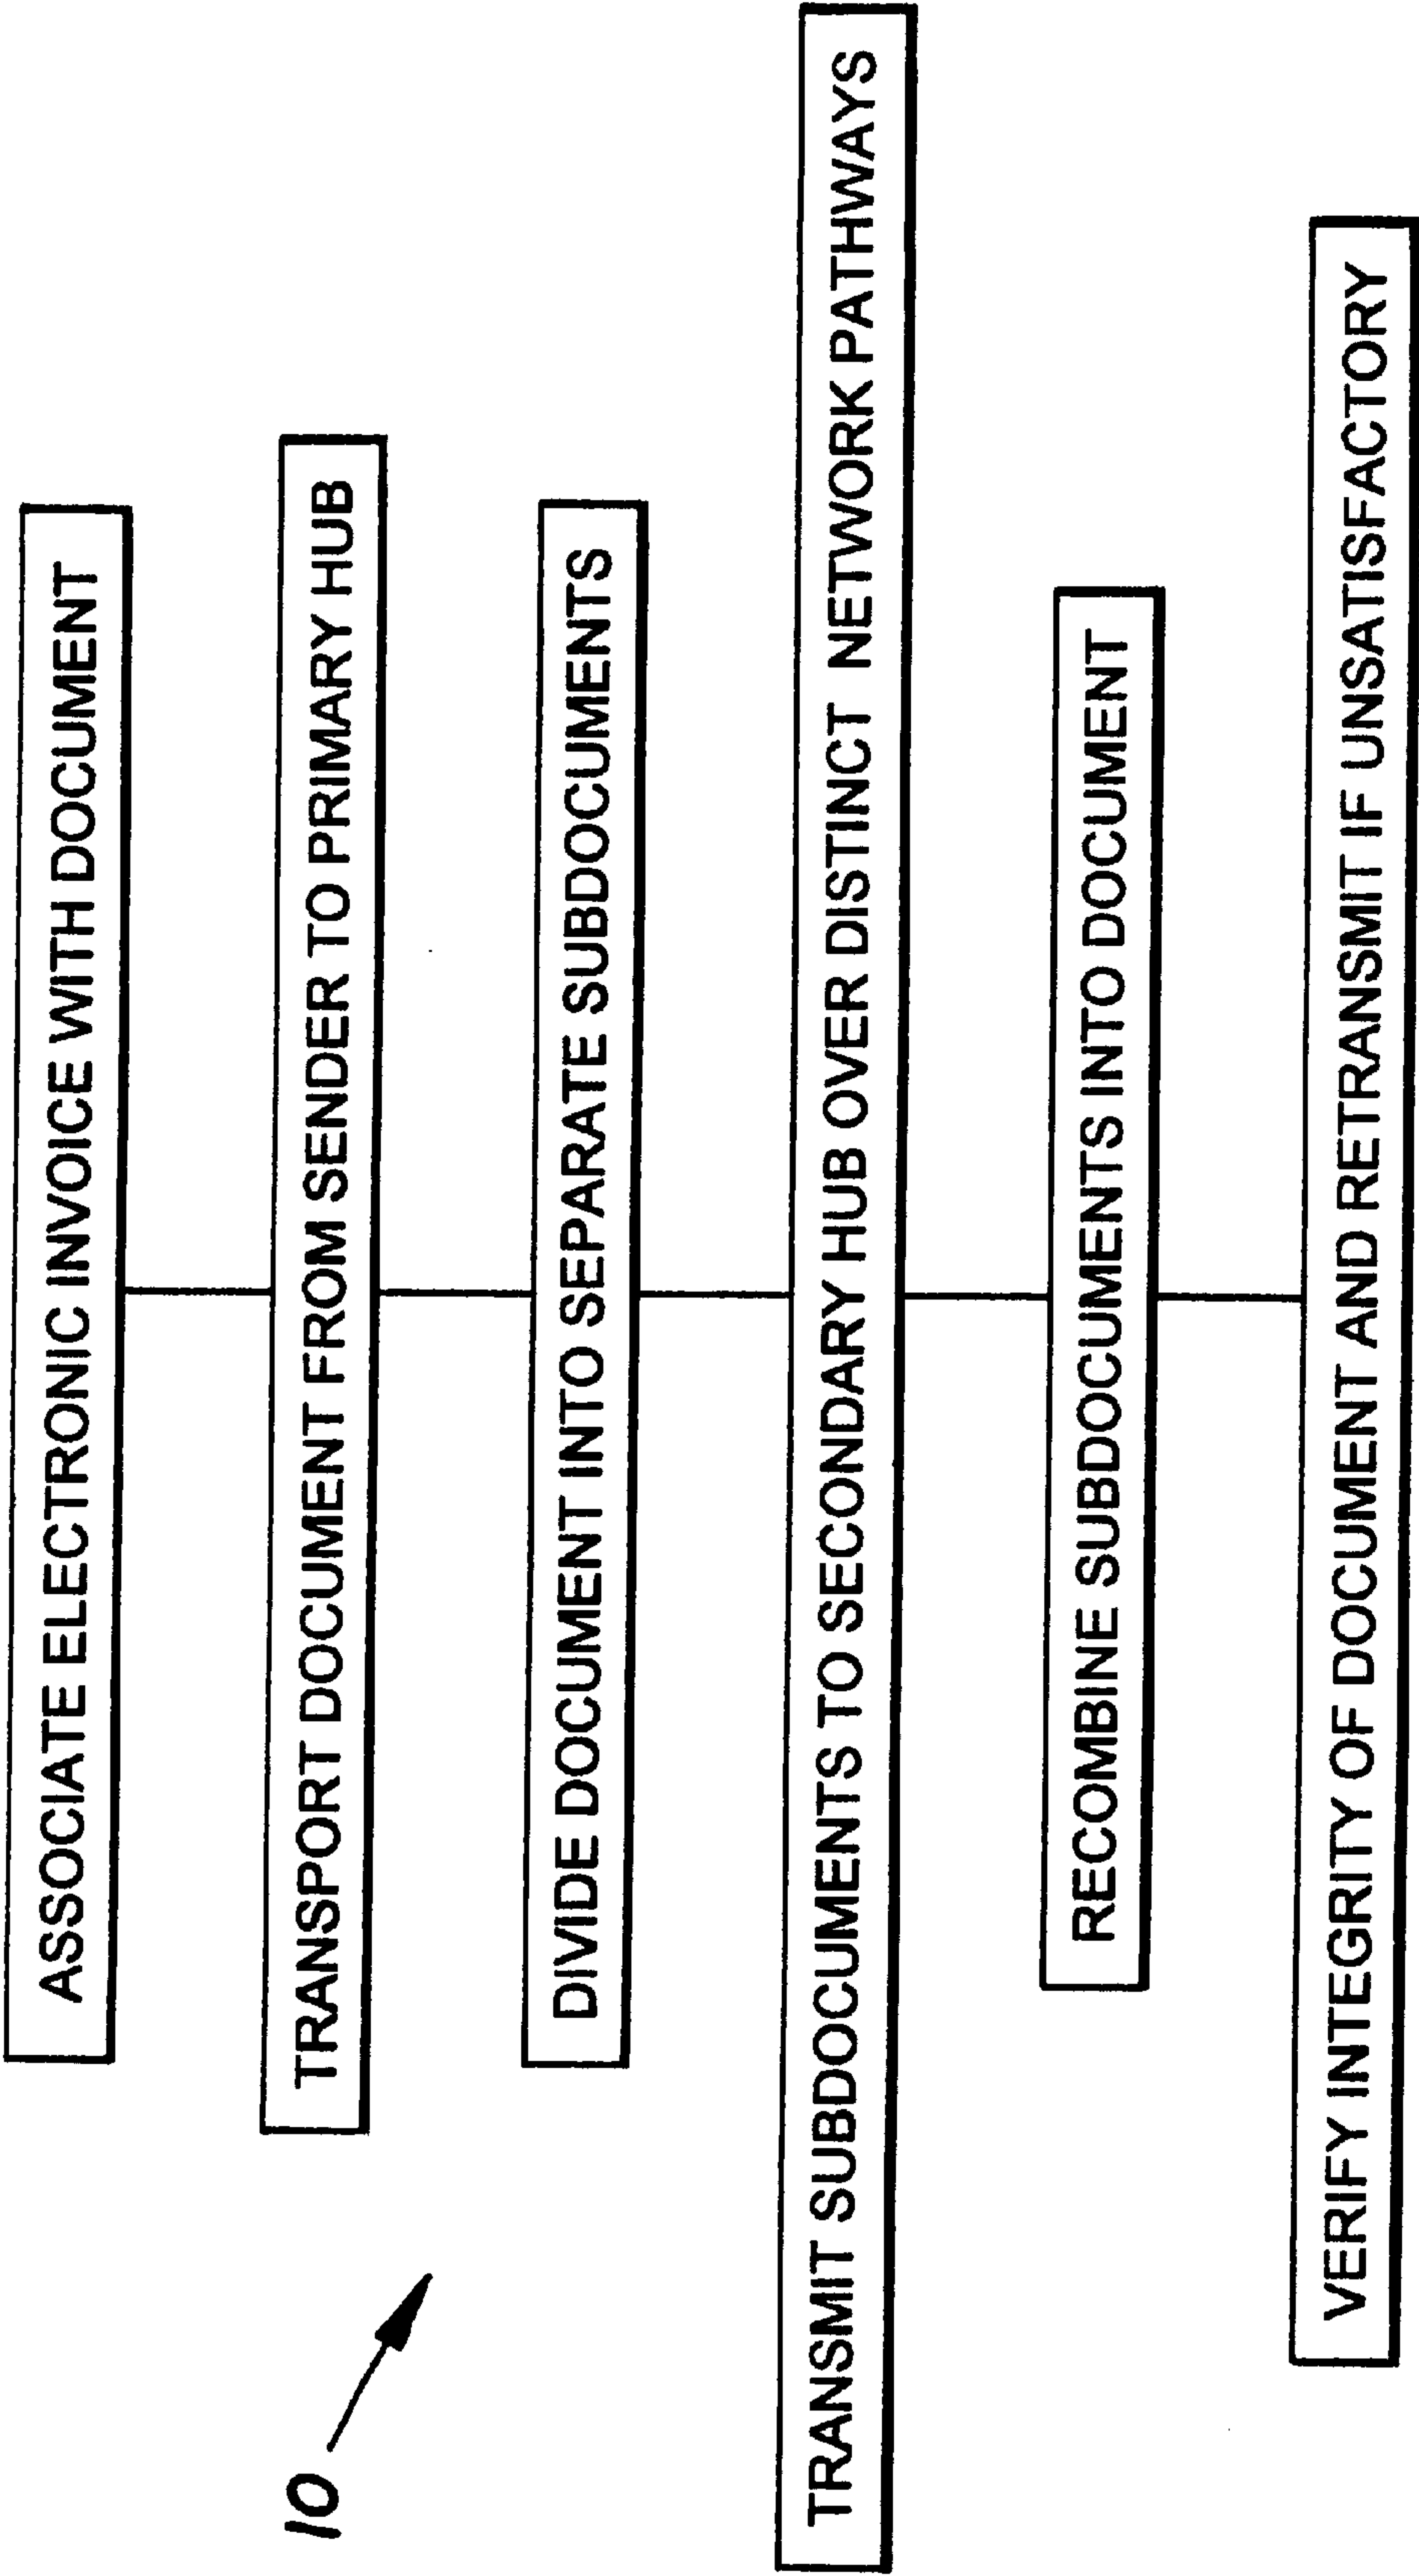 ASSOCIATE ELECTRONIC INVOICE WITH DOCUMENT
TRANSPORT DOCUMENT FROM SENDER TO PRIMARY HUB
DIVIDE DOCUMENT INTO SEPARATE SUBDOCUMENTS
TRANSMIT SUBDOCUMENTS TO SECONDARY HUB OVER DISTINCT NETWORK PATHWAYS
RECOMBINE SUBDOCUMENTS INTO DOCUMENT
VERIFY INTEGRITY OF DOCUMENT AND RETRANSMIT IF UNSATISFACTORY
10